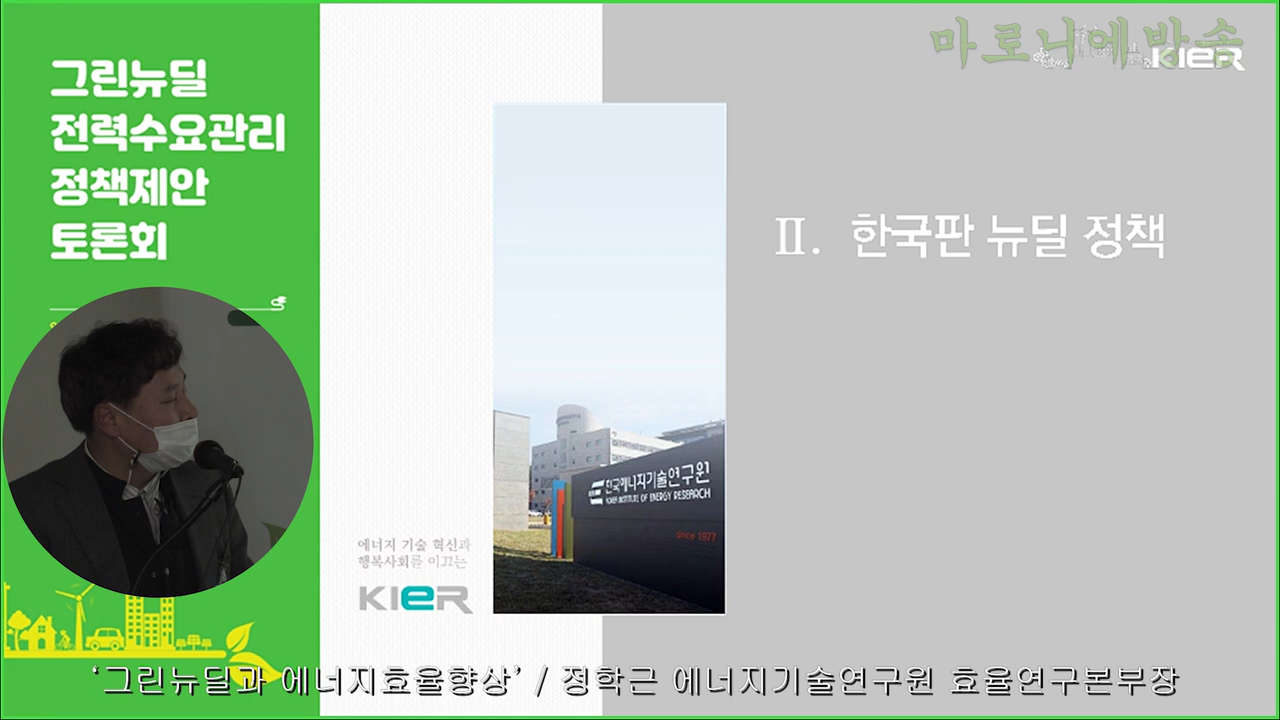 그린뉴딜
전력수요관리
정책제안
토론회
마로니에방송
KIER
Ⅱ. 한국판 뉴딜 정책
한국에너지기술연구원
KOREA INSTITUTE OF ENERGY RESEARCH
since 1977
에너지 기술 혁신과
행복사회를 이끄는
KIER
‘그린뉴딜과 에너지효율향상’ / 정학근 에너지기술연구원 효율연구본부장